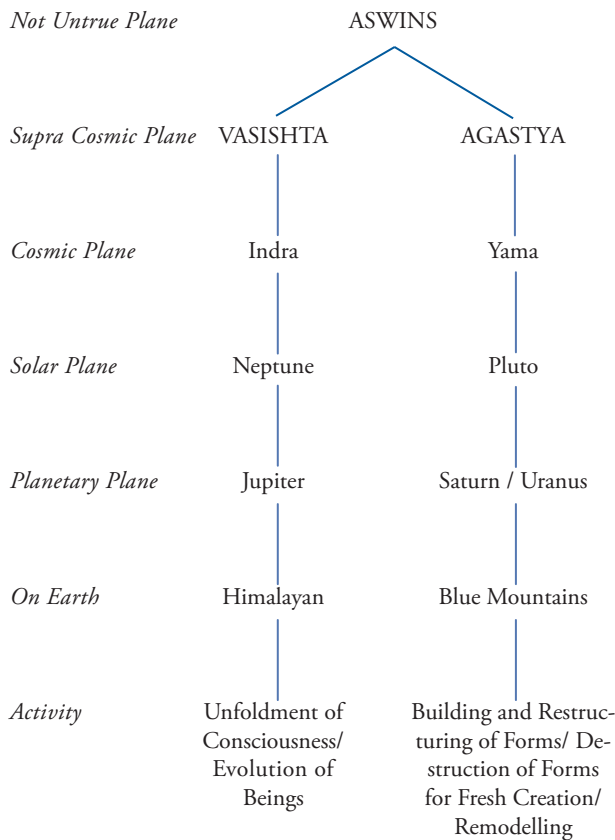 Not Untrue Plane ASWINS
Supra Cosmic Plane VASISHTA AGASTYA
Cosmic Plane Indra Yama
Solar Plane Neptune Pluto
Planetary Plane Jupiter Saturn / Uranus
On Earth Himalayan Blue Mountains
Activity Unfoldment of Building and Restruc-
Consciousness/ turing of Forms/ De-
Evolution of struction of Forms
Beings for Fresh Creation/
Remodelling